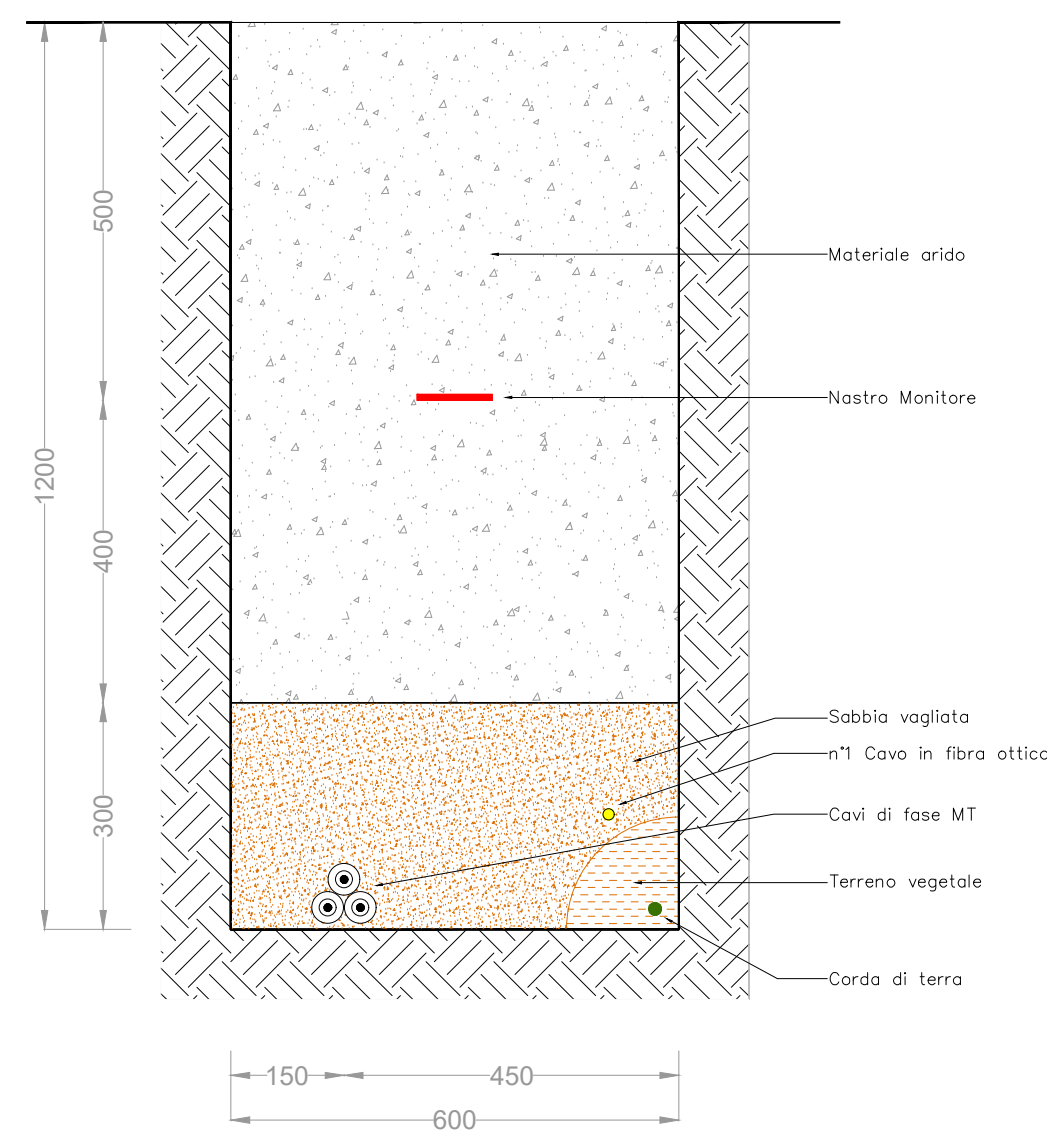 500
Materiale arido
Nastro Monitore
1200
400
Sabbia vagliata
n°1 Cavo in fibra ottica
300
Cavi di fase MT
Terreno vegetale
Corda di terra
150
450
600